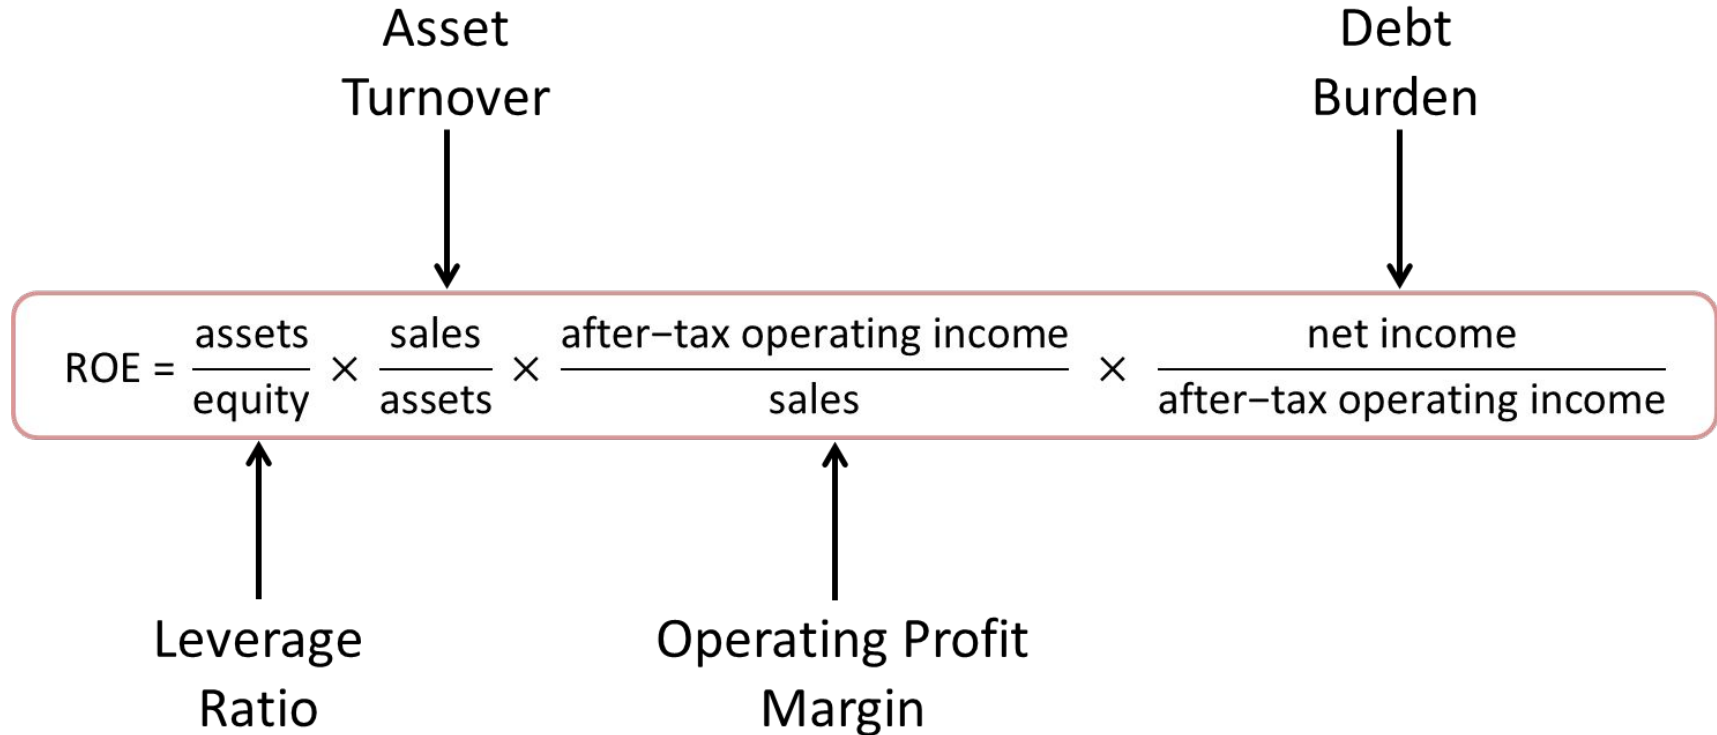 Asset
Turnover
Debt
Burden
ROE = assets/equity × sales/assets × after−tax operating income/sales × net income/after−tax operating income
Leverage
Ratio
Operating Profit
Margin